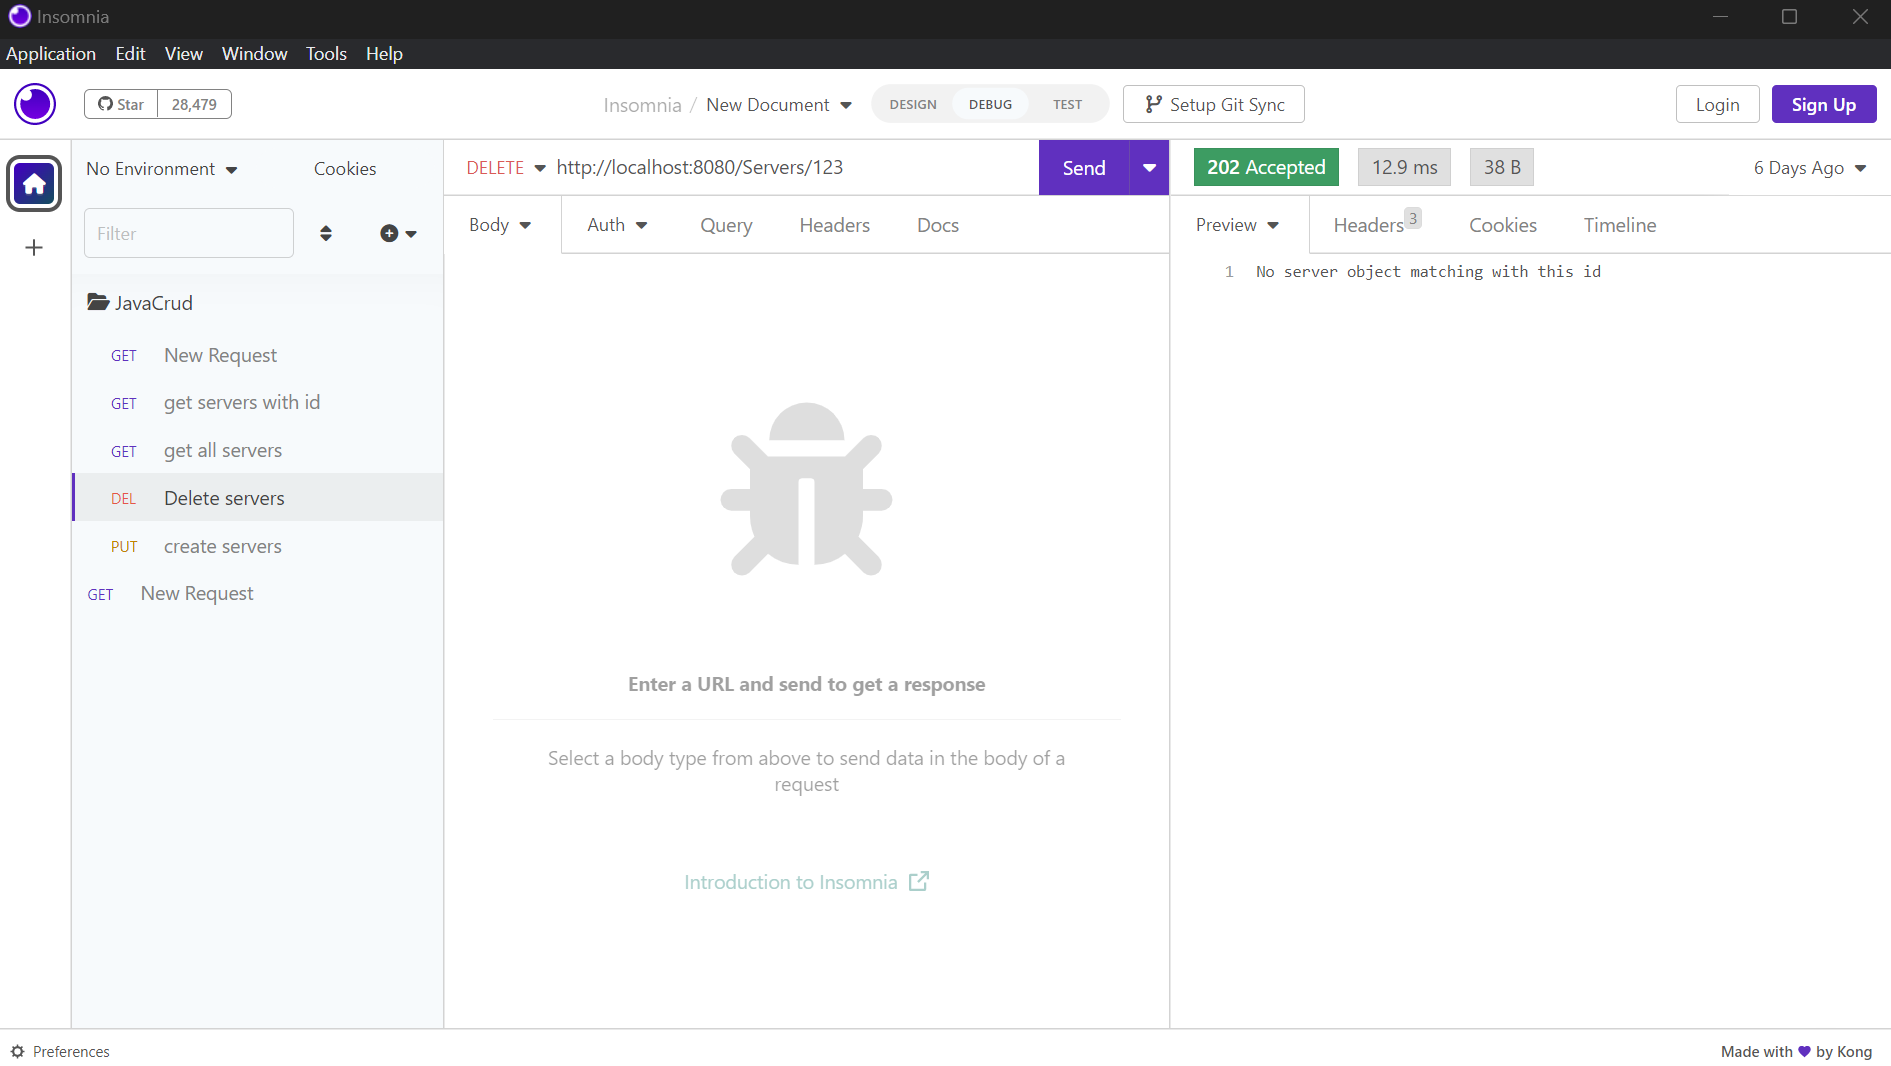 Insomnia
Application Edit View Window Tools Help
Star 28,479
Insomnia / New Document
DESIGN DEBUG TEST
Setup Git Sync
Login
Sign Up
No Environment
Cookies
Filter
JavaCrud
GET New Request
GET get servers with id
GET get all servers
DEL Delete servers
PUT create servers
GET New Request
DELETE http://localhost:8080/Servers/123
Send
Body Auth Query Headers Docs
Enter a URL and send to get a response
Select a body type from above to send data in the body of a
request
Introduction to Insomnia
202 Accepted 12.9 ms 38 B
6 Days Ago
Preview Headers 3 Cookies Timeline
1 No server object matching with this id
Preferences
Made with by Kong